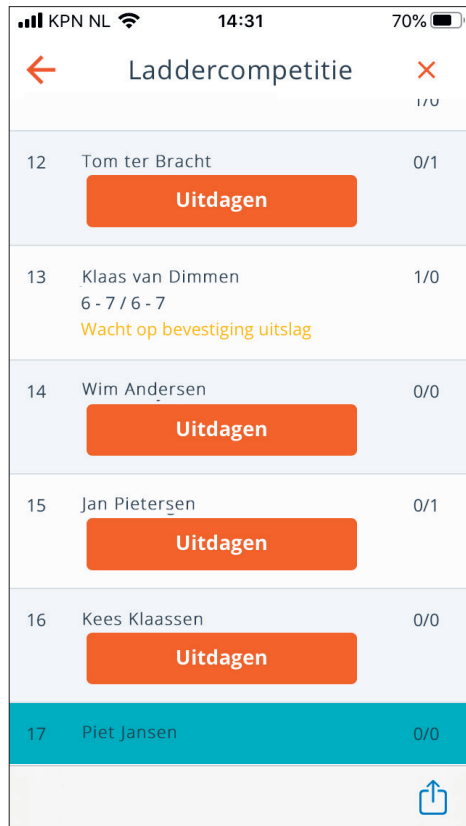 KPN NL 14:31 70%
Laddercompetitie
1/0
12 Tom ter Bracht 0/1
Uitdagen
13 Klaas van Dimmen 1/0
6 - 7 / 6 - 7
Wacht op bevestiging uitslag
14 Wim Andersen 0/0
Uitdagen
15 Jan Pietersen 0/1
Uitdagen
16 Kees Klaassen 0/0
Uitdagen
17 Piet Jansen 0/0